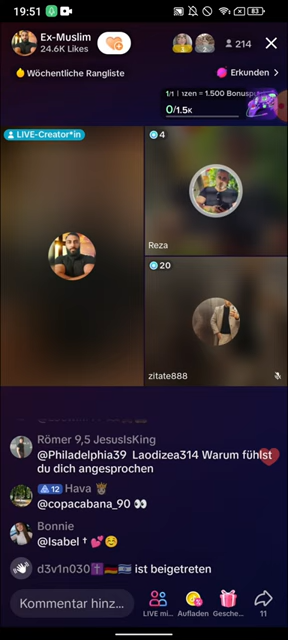 19:51
83
Ex-Muslim
24.6K Likes
214
Wöchentliche Rangliste
Erkunden >
= 1.500 Bonusp
0/1.5K
LIVE-Creator*in
4
Reza
20
zitate888
Römer 9,5 JesusIsKing
@Philadelphia39 Laodizea314 Warum fühlst
du dich angesprochen
12 Hava
@copacabana_90 👀
Bonnie
@Isabel † 💕☺️
d3v1n030✝️🇩🇪🇮🇱 ist beigetreten
Kommentar hinz...
LIVE mi...
Aufladen
Gesche...
11